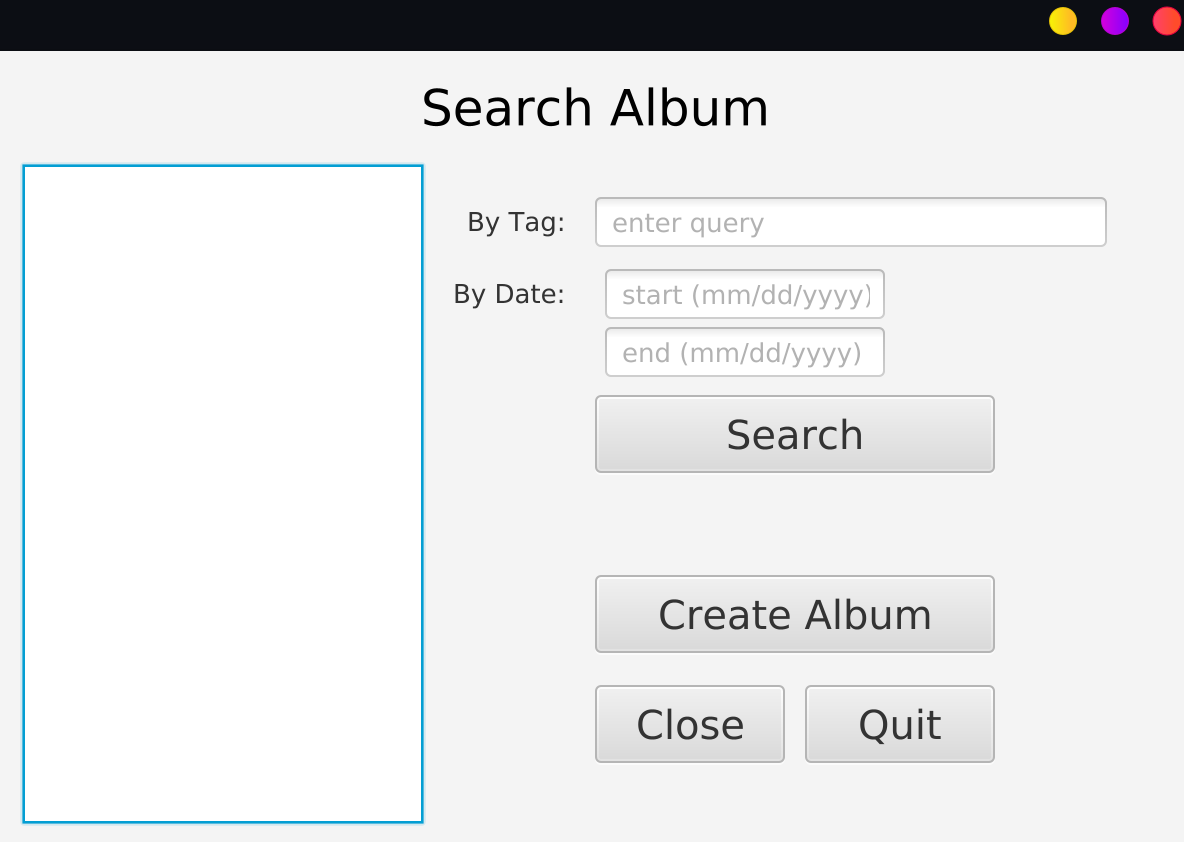 Search Album
By Tag:
enter query
By Date:
start (mm/dd/yyyy)
end (mm/dd/yyyy)
Search
Create Album
Close
Quit